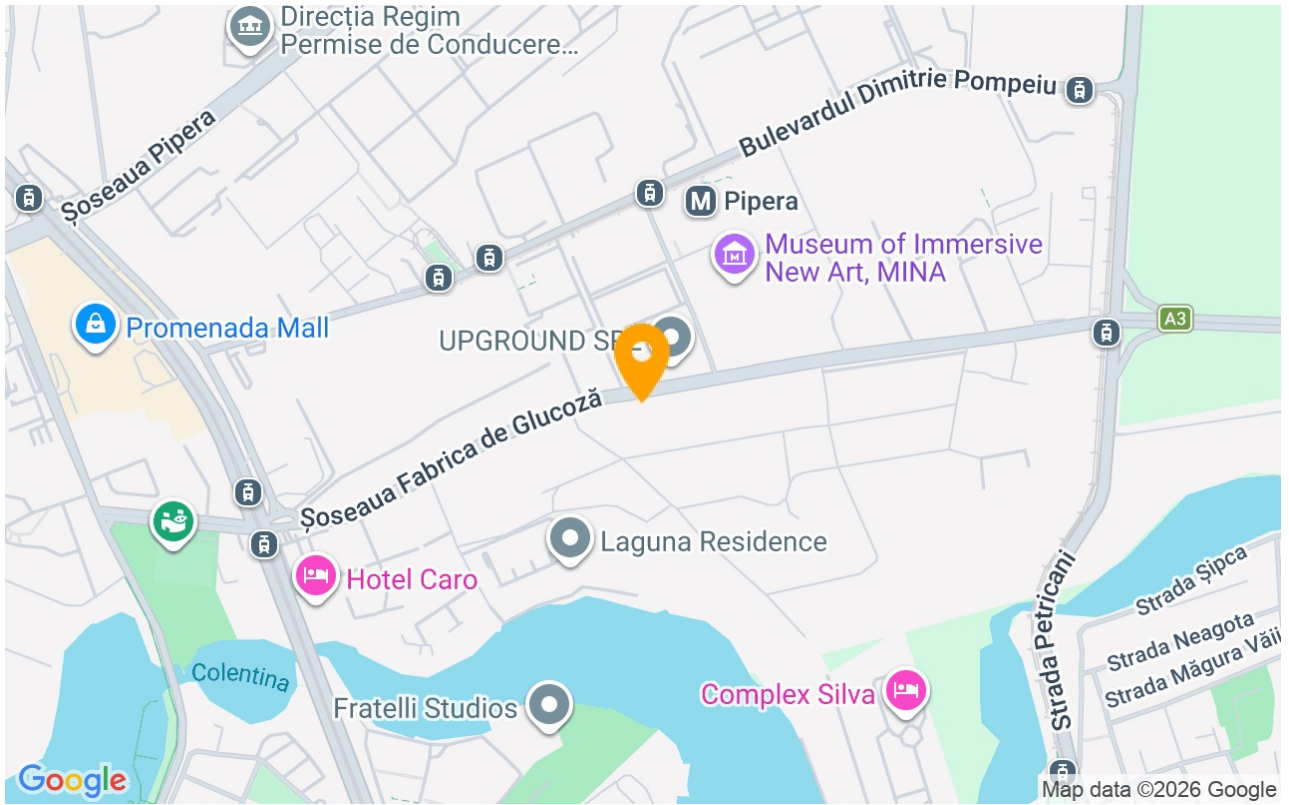 Direcția Regim
Permise de Conducere...
Șoseaua Pipera
Bulevardul Dimitrie Pompeiu
M Pipera
Museum of Immersive
New Art, MINA
M
Promenada Mall
UPGROUND
A3
Șoseaua Fabrica de Glucoză
Laguna Residence
Hotel Caro
Strada Petricani
Strada Șipca
Strada Neagota
Strada Măgura Văii
Colentina
Complex Silva
Fratelli Studios
Google
Map data ©2026 Google